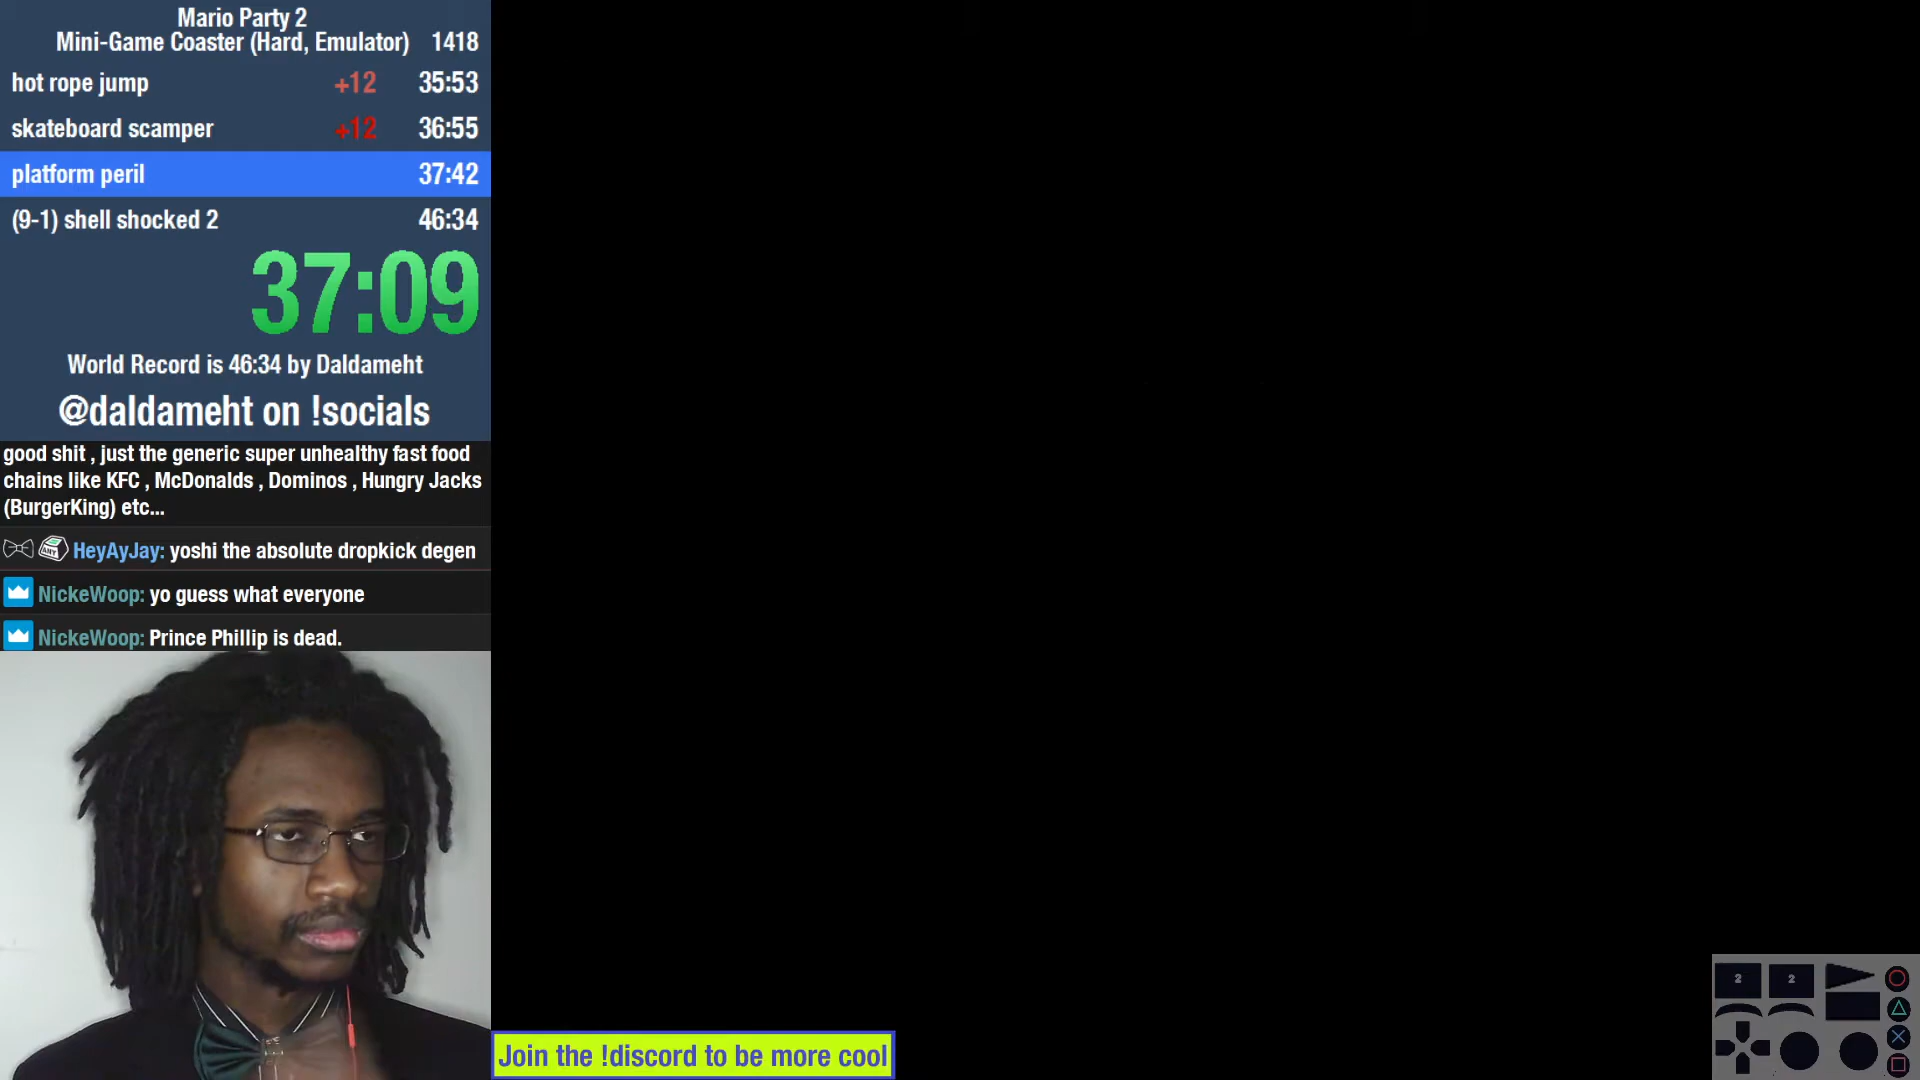 Mario Party 2
Mini-Game Coaster (Hard, Emulator) 1418
hot rope jump +12 35:53
skateboard scamper +12 36:55
platform peril 37:42
(9-1) shell shocked 2 46:34
37:09
World Record is 46:34 by Daldameht
@daldameht on !socials
good shit , just the generic super unhealthy fast food
chains like KFC , McDonalds , Dominos , Hungry Jacks
(BurgerKing) etc...
ANY HeyAyJay: yoshi the absolute dropkick degen
NickeWoop: yo guess what everyone
NickeWoop: Prince Phillip is dead.
2 2
Join the !discord to be more cool